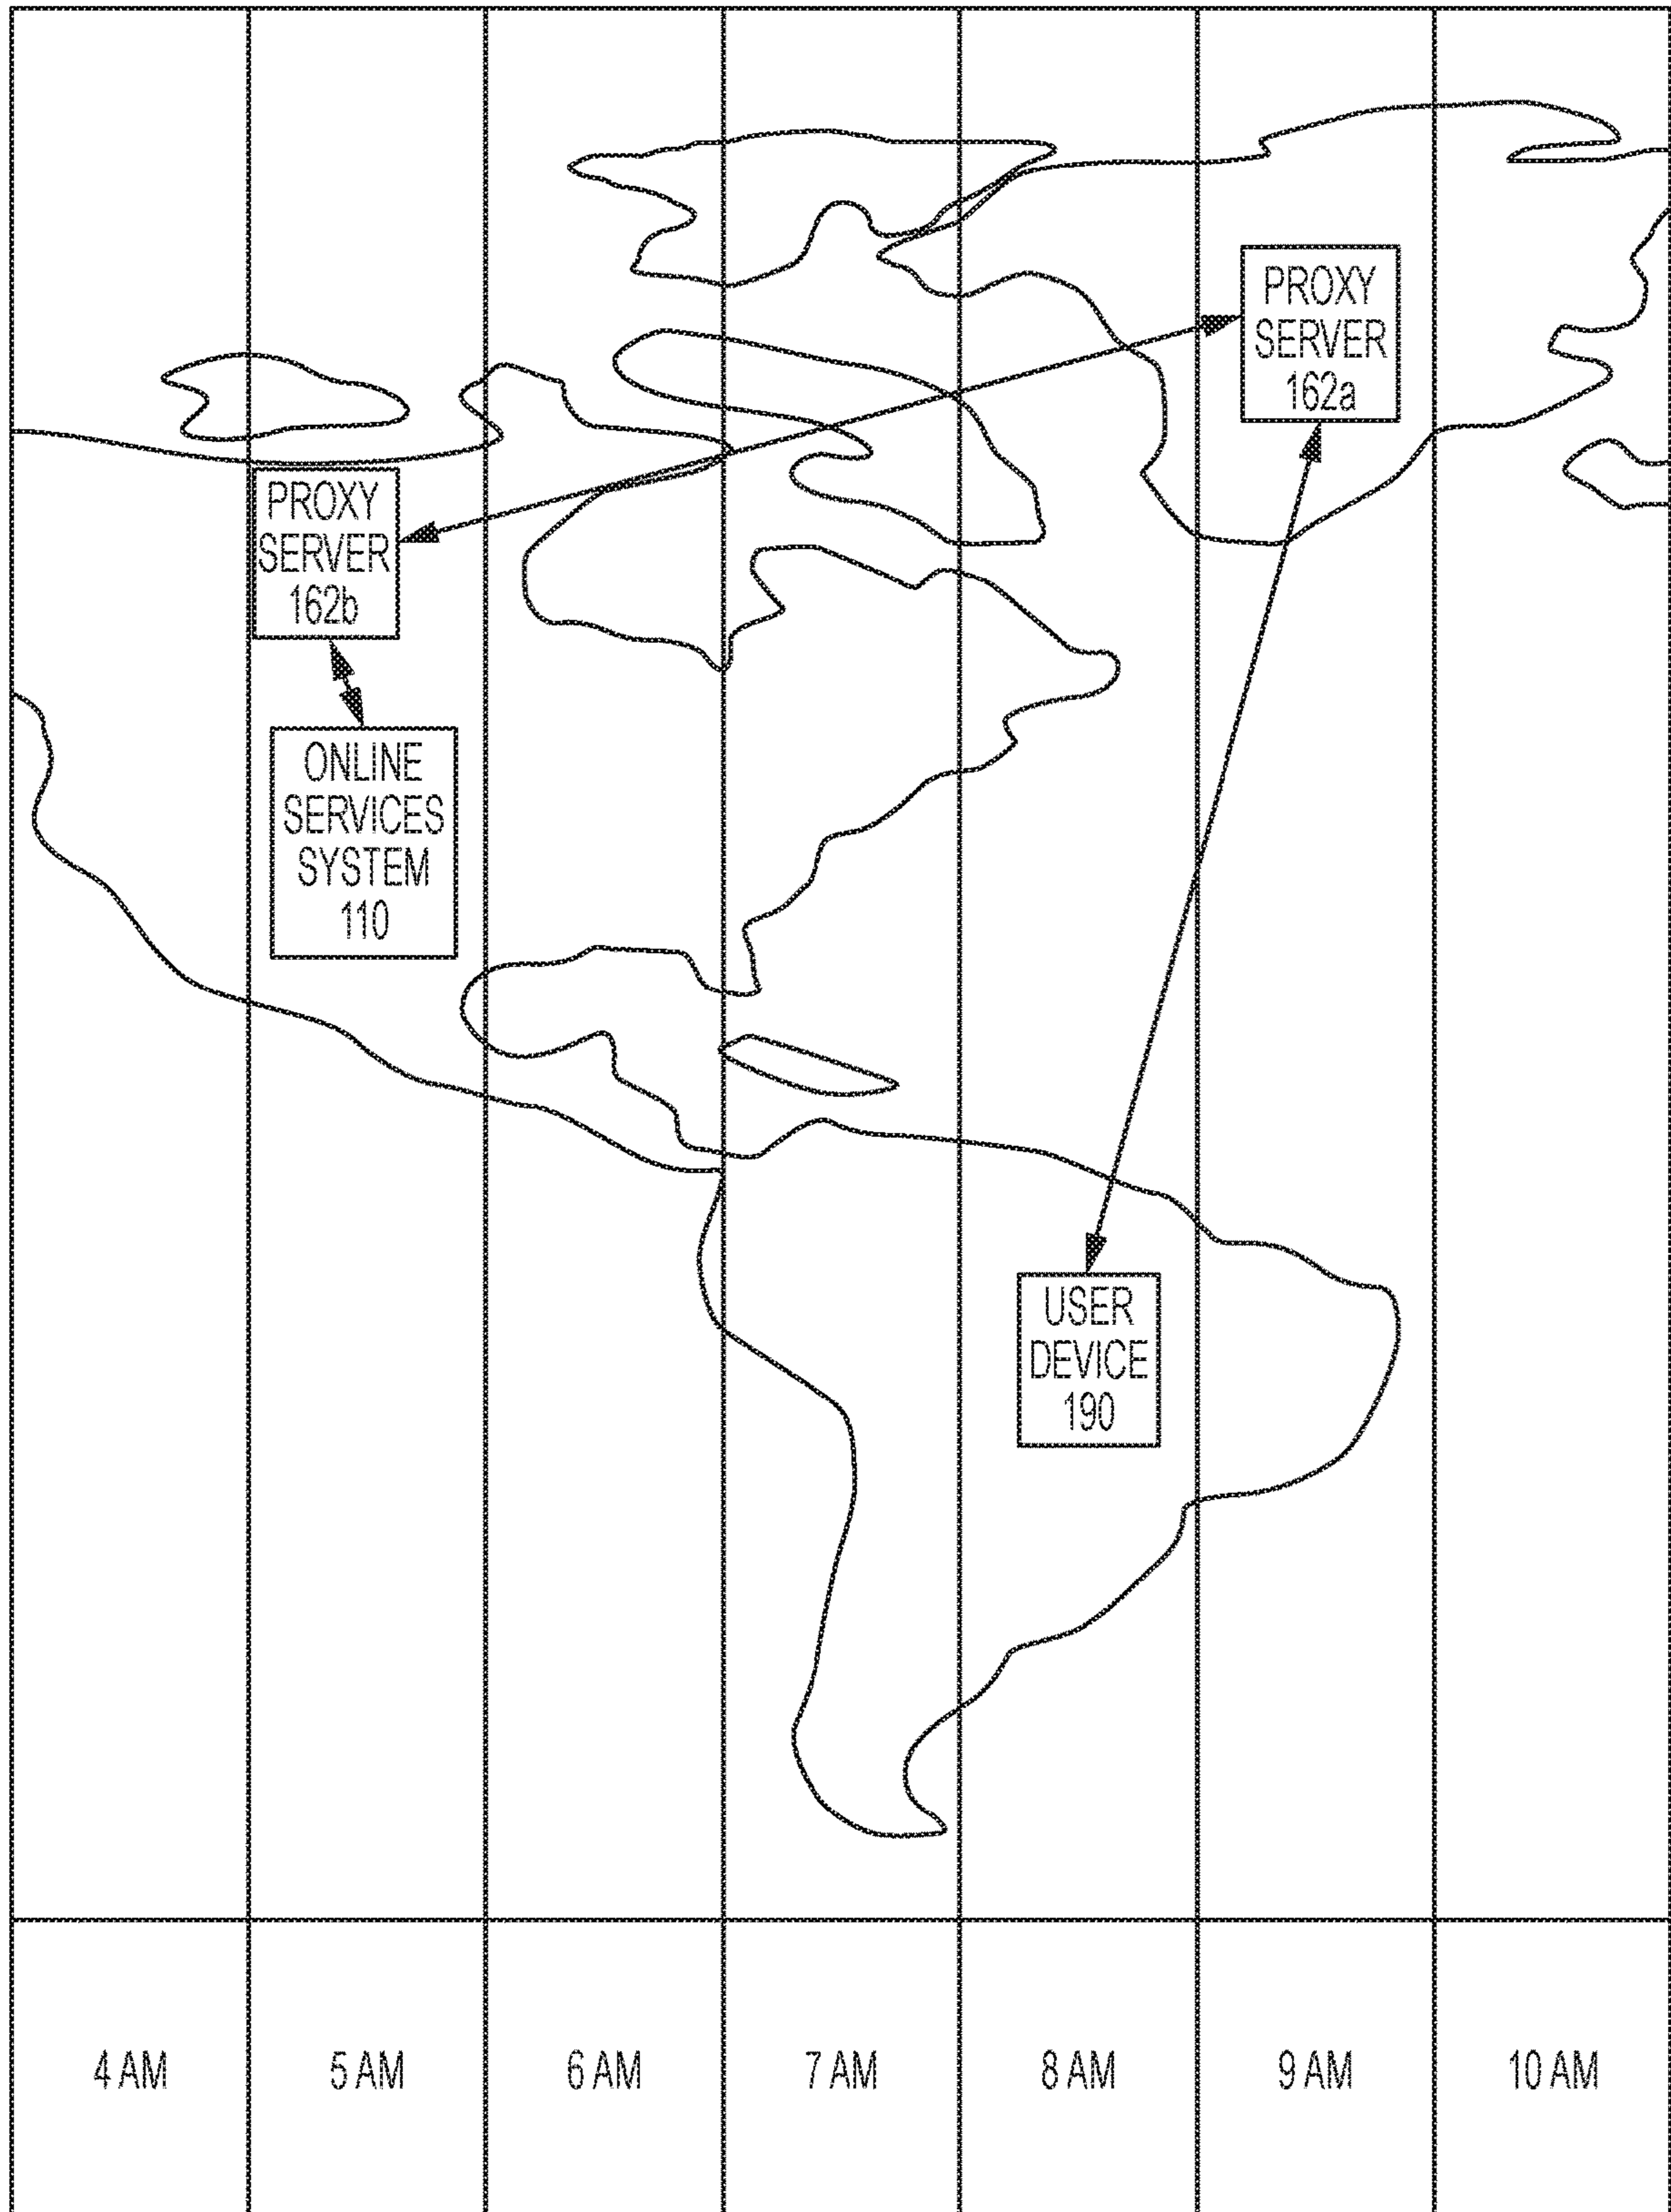 PROXY
SERVER
162a
PROXY
SERVER
162b
ONLINE
SERVICES
SYSTEM
110
USER
DEVICE
190
4 AM
5 AM
6 AM
7 AM
8 AM
9 AM
10 AM